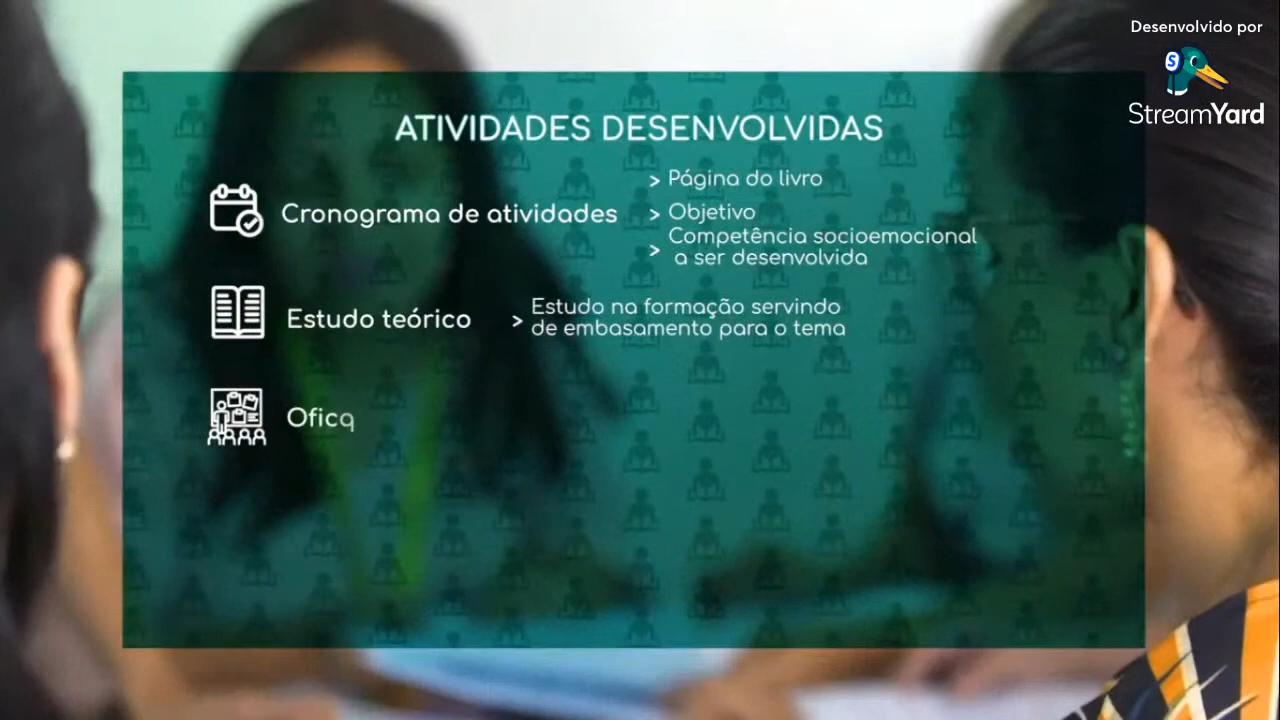 Desenvolvido por
StreamYard
ATIVIDADES DESENVOLVIDAS
Cronograma de atividades
> Página do livro
> Objetivo
> Competência socioemocional
a ser desenvolvida
Estudo teórico
> Estudo na formação servindo
de embasamento para o tema
Ofica